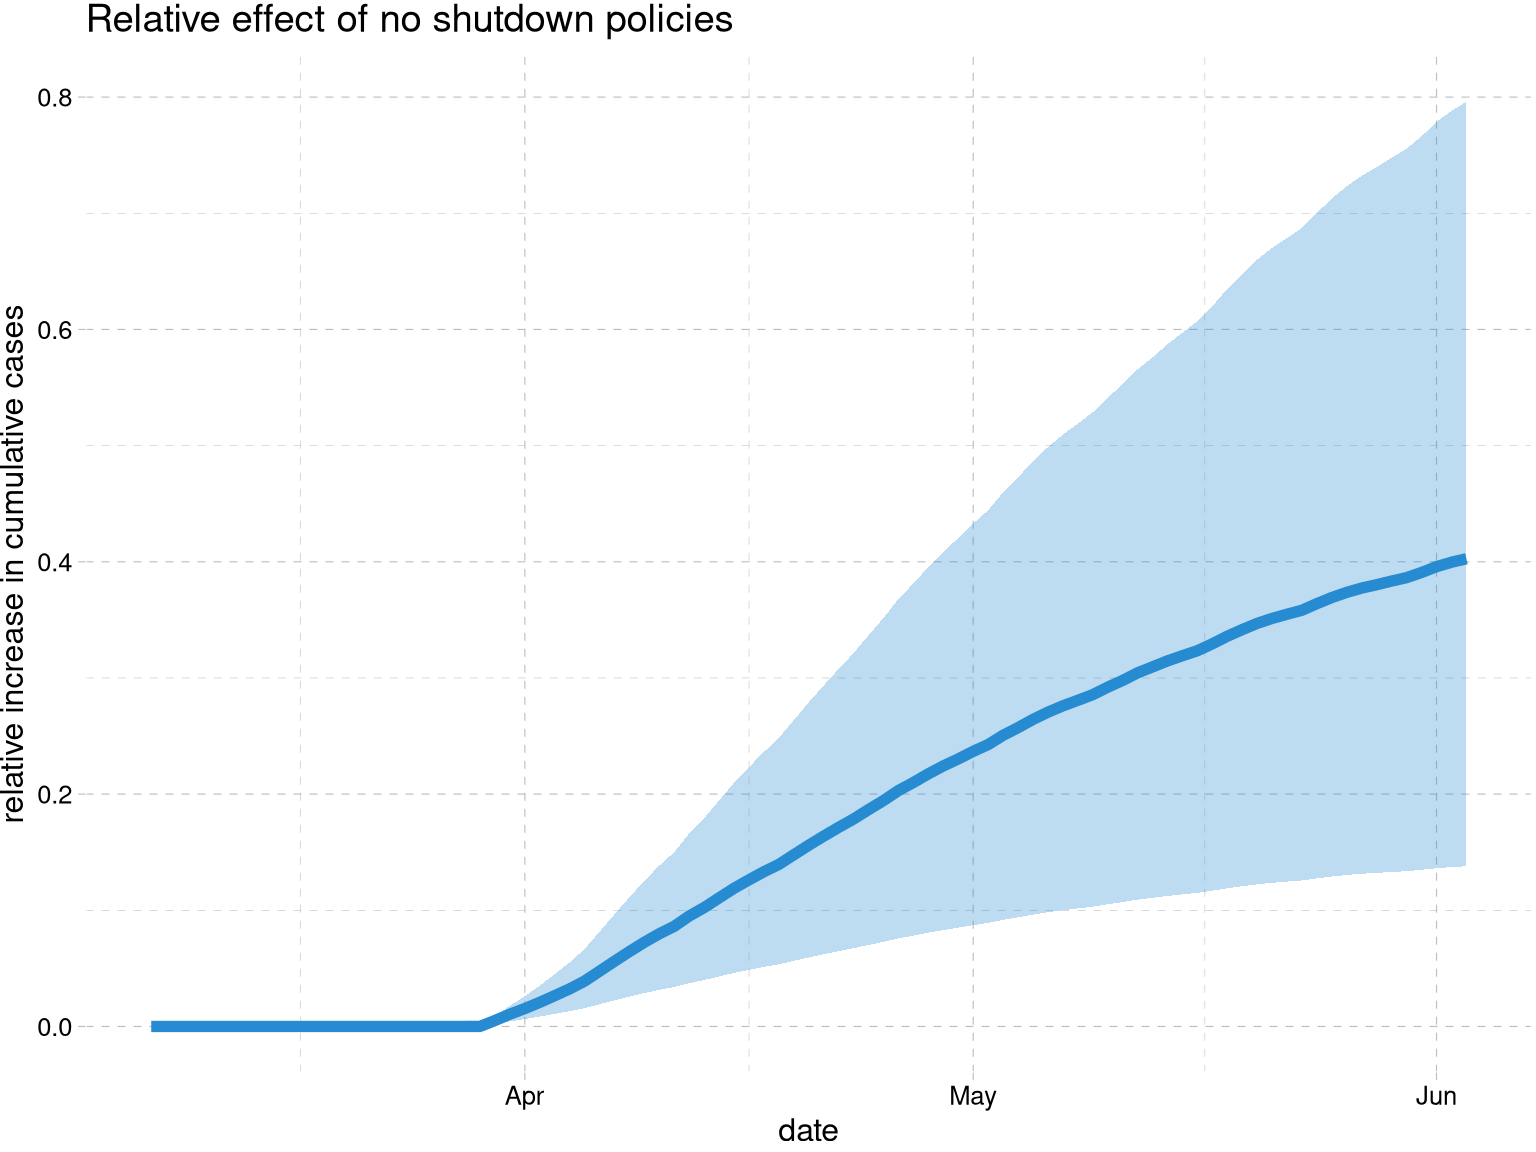 Relative effect of no shutdown policies
relative increase in cumulative cases
0.8
0.6
0.4
0.2
0.0
Apr
May
Jun
date